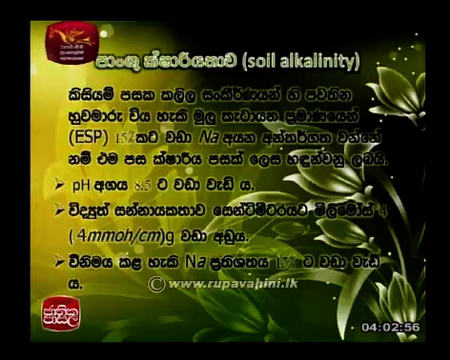 පාංශු ක්ෂාරීයතාව (soil alkalinity)
කිසියම් පසක කලිල සංකීර්ණයන් හි පවතින
හුවමාරු විය හැකි මුලු කැටායන ප්‍රමාණයෙන්
(ESP) 15%කට වඩා Na අයන අන්තර්ගත වන්නේ
නම් එම පස ක්ෂාරීය පසක් ලෙස හඳුන්වනු ලබයි.
➢ pH අගය 8.5 ට වඩා වැඩි ය.
➢ විද්‍යුත් සන්නායකතාව සෙන්ටිමීටරයට මිලිමෝස් 4
(4mmoh/cm)g වඩා අඩුය.
➢ විනිමය කළ හැකි Na ප්‍රතිශතය 15% ට වඩා වැඩි
ය.
© www.rupavahini.lk
04:02:56